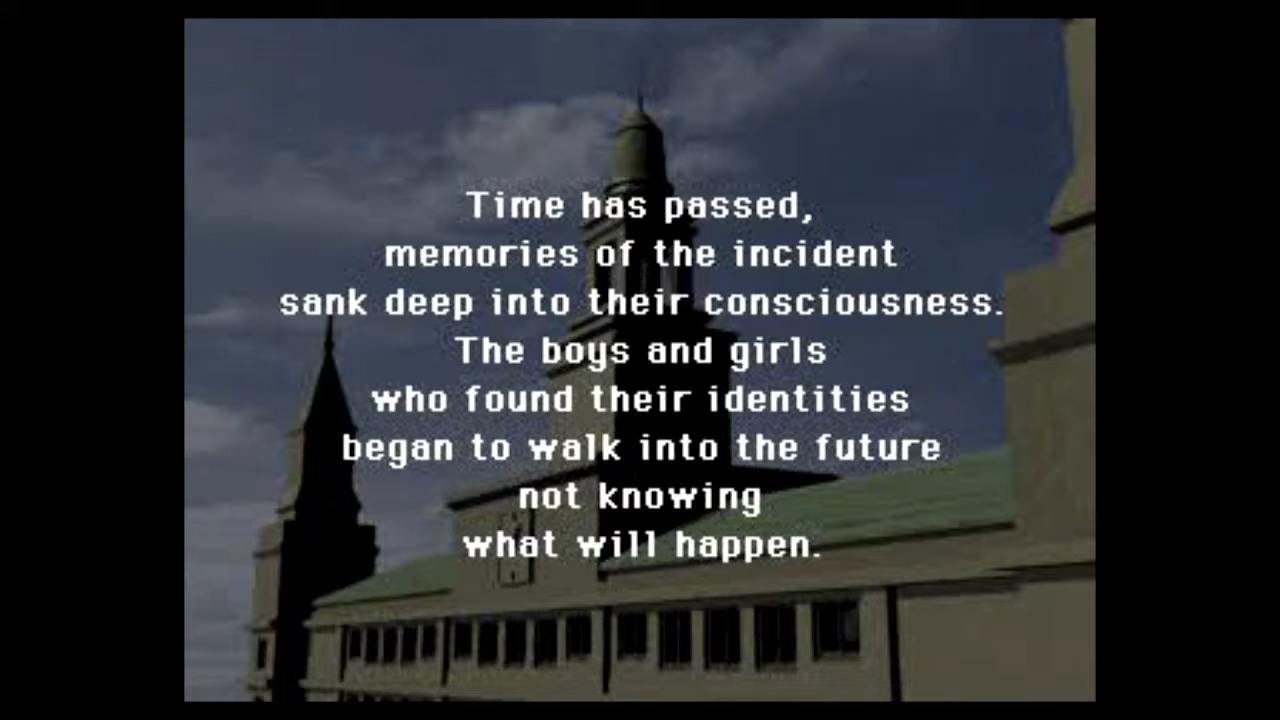 Time has passed,
memories of the incident
sank deep into their consciousness.
The boys and girls
who found their identities
began to walk into the future
not knowing
what will happen.